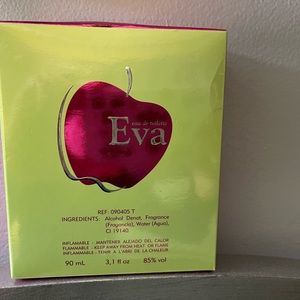 eau de toilette
Eva
REF: 090405 T
INGREDIENTS: Alcohol Denat, Fragrance
(Fragancia), Water (Aqua),
CI 19140.
INFLAMABLE - MANTENER ALEJADO DEL CALOR
FLAMMABLE - KEEP AWAY FROM HEAT OR FLAME
INFLAMMABLE - TENIR A L'ABRI DE LA CHALEUR
90 mL 3,1 fl oz 85% vol